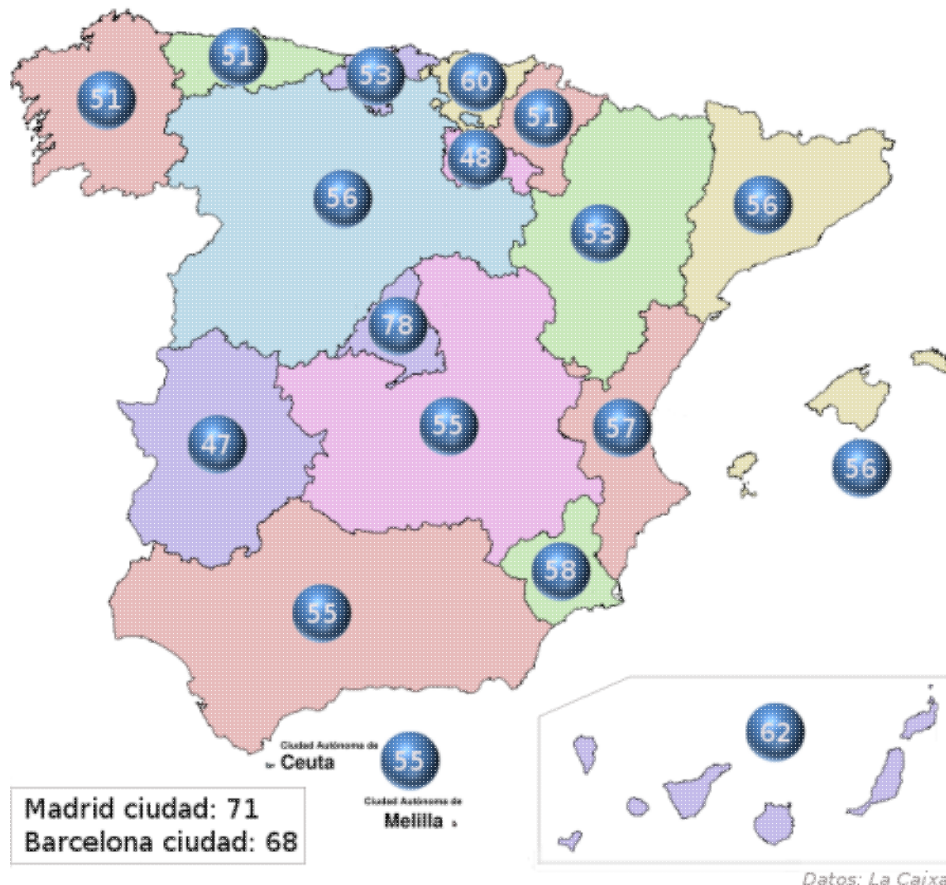 51
53
60
51
51
48
56
56
53
78
55
57
47
56
58
55
62
Ciudad Autónoma de
Ceuta
55
Ciudad Autónoma de
Melilla
Madrid ciudad: 71
Barcelona ciudad: 68
Datos: La Caixa